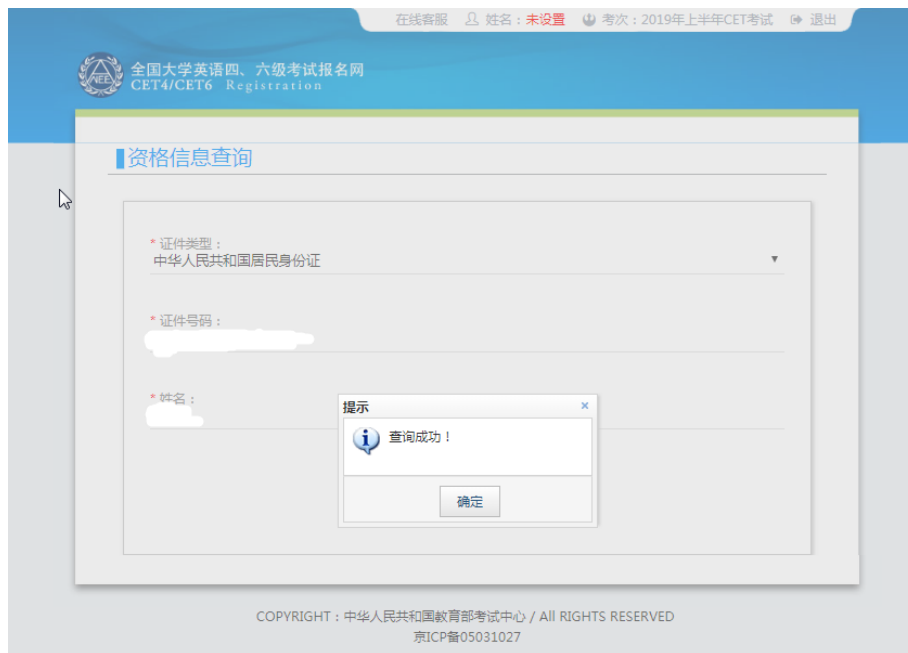 在线客服 姓名：未设置 考次：2019年上半年CET考试 退出
全国大学英语四、六级考试报名网
NEE
CET4/CET6 Registration
资格信息查询
* 证件类型：
中华人民共和国居民身份证
* 证件号码：
* 姓名：
提示
查询成功！
确定
COPYRIGHT：中华人民共和国教育部考试中心 / All RIGHTS RESERVED
京ICP备05031027